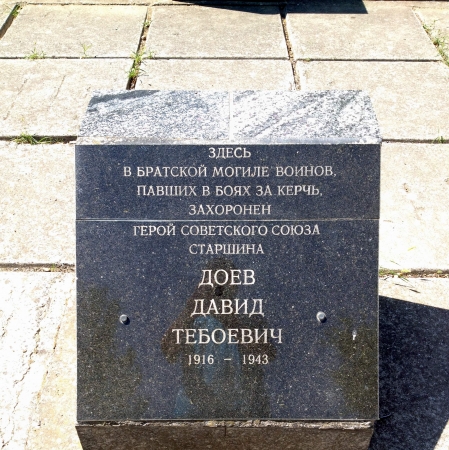 ЗДЕСЬ
В БРАТСКОЙ МОГИЛЕ ВОИНОВ,
ПАВШИХ В БОЯХ ЗА КЕРЧЬ,
ЗАХОРОНЕН
ГЕРОЙ СОВЕТСКОГО СОЮЗА
СТАРШИНА
ДОЕВ
ДАВИД
ТЕБОЕВИЧ
1916 – 1943